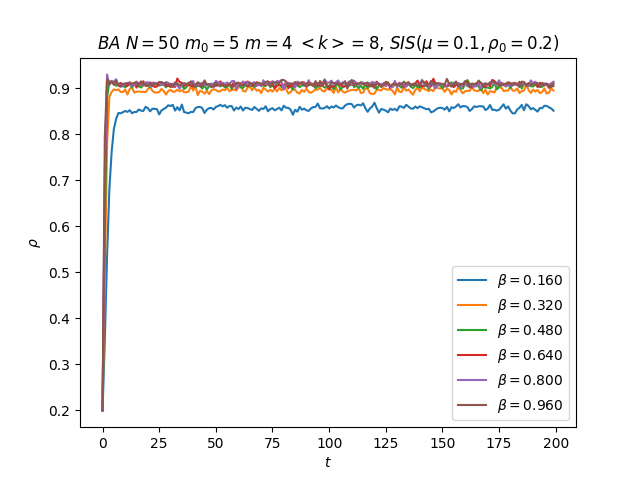 BA N = 50 m₀ = 5 m = 4 < k > = 8, SIS(μ = 0.1, ρ₀ = 0.2)
0.9
0.8
0.7
0.6
0.5
0.4
0.3
0.2
ρ
β = 0.160
β = 0.320
β = 0.480
β = 0.640
β = 0.800
β = 0.960
0 25 50 75 100 125 150 175 200
t